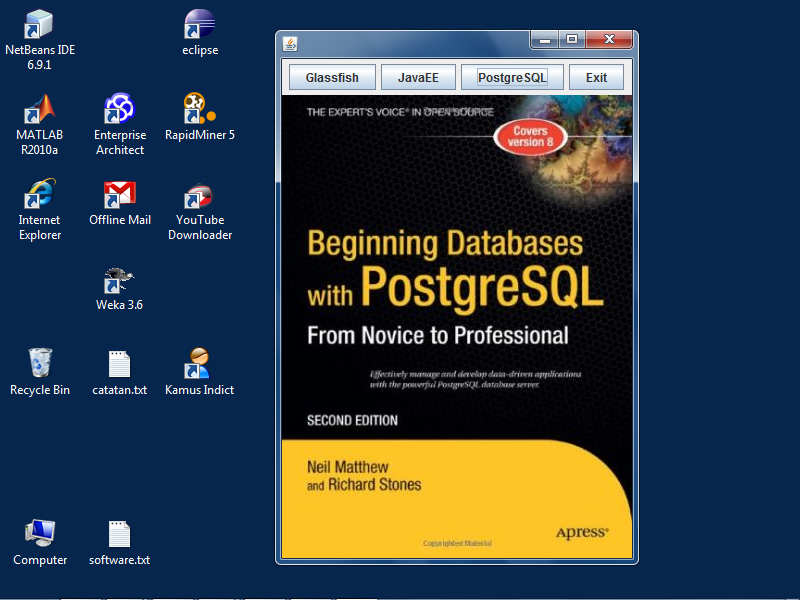 NetBeans IDE
6.9.1
eclipse
MATLAB
R2010a
Enterprise
Architect
RapidMiner 5
Internet
Explorer
Offline Mail
YouTube
Downloader
Weka 3.6
Recycle Bin
catatan.txt
Kamus Indict
Computer
software.txt
Glassfish
JavaEE
PostgreSQL
Exit
THE EXPERT'S VOICE® IN OPEN SOURCE
Covers
version 8
Beginning Databases
with PostgreSQL
From Novice to Professional
Effectively manage and develop data-driven applications
with the powerful PostgreSQL database server.
SECOND EDITION
Neil Matthew
and Richard Stones
Apress®
Copyrighted Material